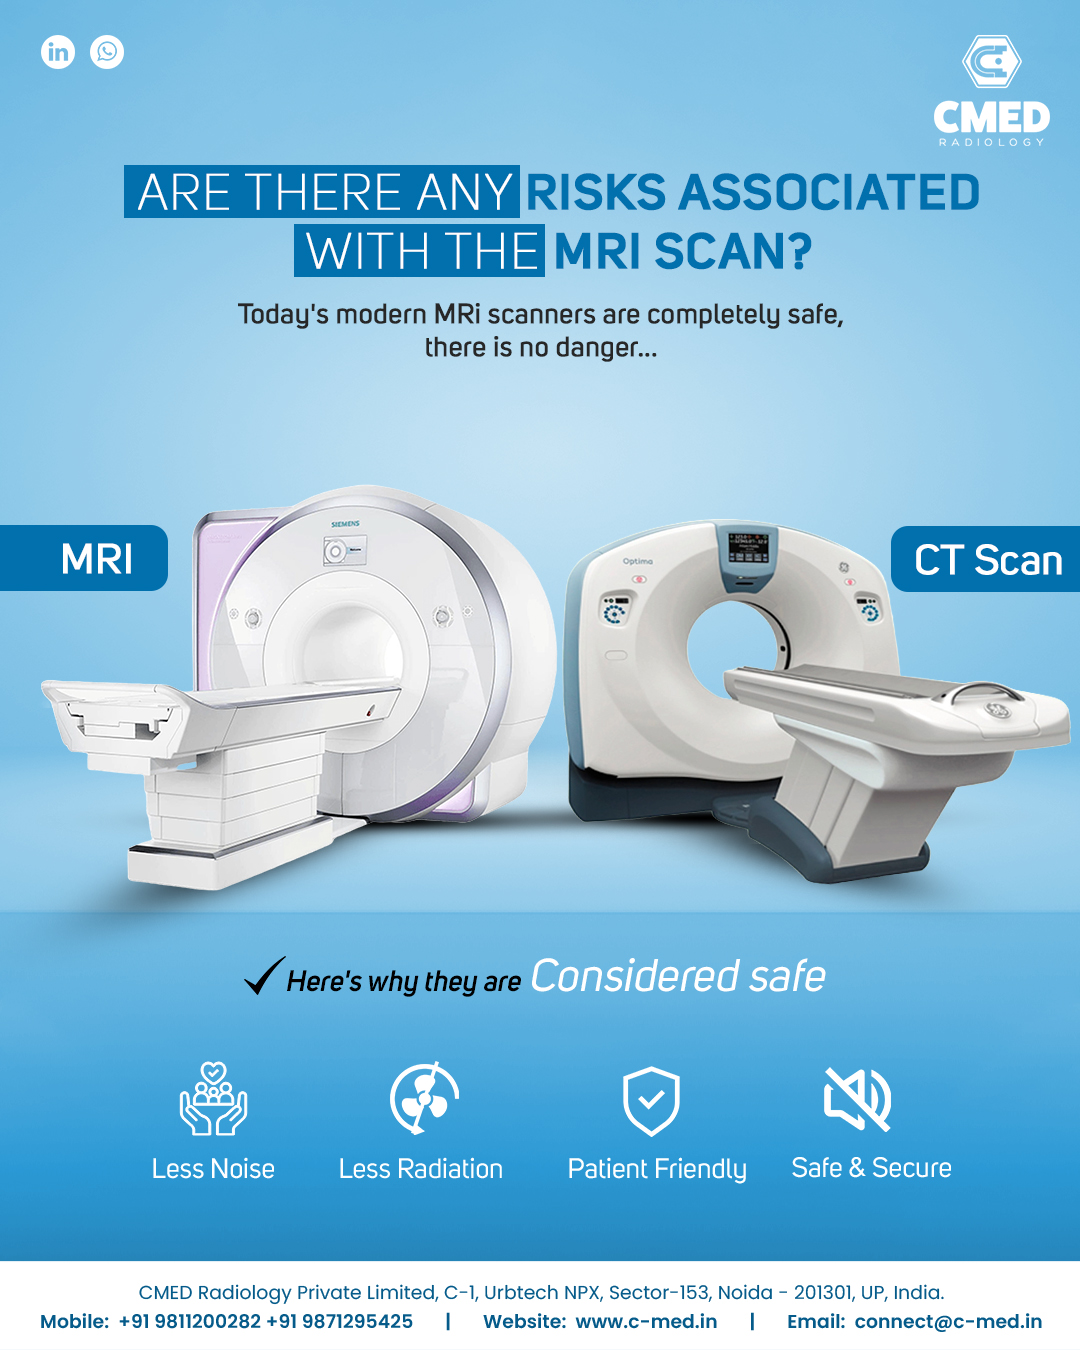 in
CMED
RADIOLOGY
ARE THERE ANY RISKS ASSOCIATED
WITH THE MRI SCAN?
Today's modern MRi scanners are completely safe,
there is no danger...
MRI
SIEMENS
Optima
CT Scan
Here's why they are Considered safe
Less Noise
Less Radiation
Patient Friendly
Safe & Secure
CMED Radiology Private Limited, C-1, Urbtech NPX, Sector-153, Noida - 201301, UP, India.
Mobile: +91 9811200282 +91 9871295425 | Website: www.c-med.in | Email: connect@c-med.in